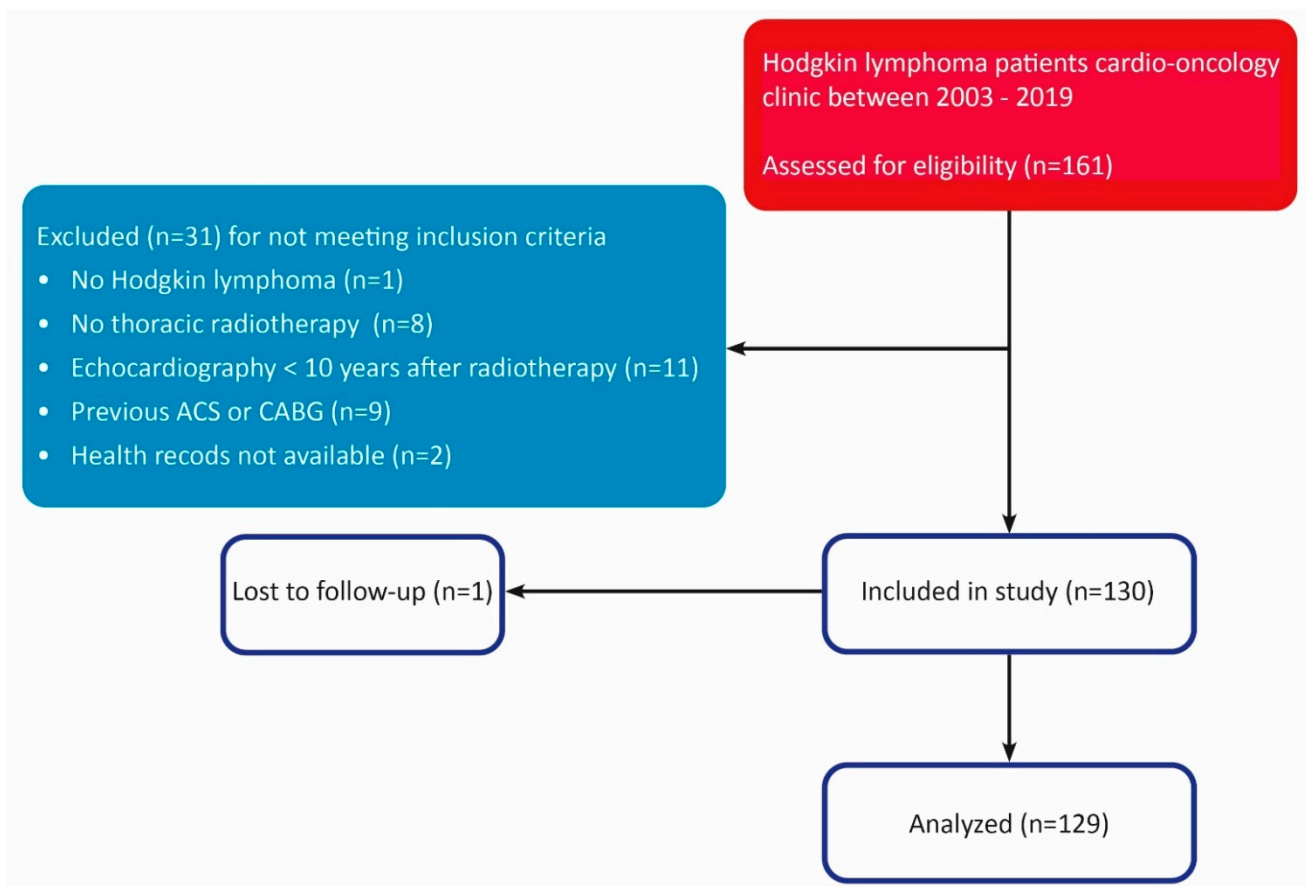 Hodgkin lymphoma patients cardio-oncology
clinic between 2003 - 2019
Assessed for eligibility (n=161)
Excluded (n=31) for not meeting inclusion criteria
• No Hodgkin lymphoma (n=1)
• No thoracic radiotherapy (n=8)
• Echocardiography < 10 years after radiotherapy (n=11)
• Previous ACS or CABG (n=9)
• Health recods not available (n=2)
Lost to follow-up (n=1)
Included in study (n=130)
Analyzed (n=129)